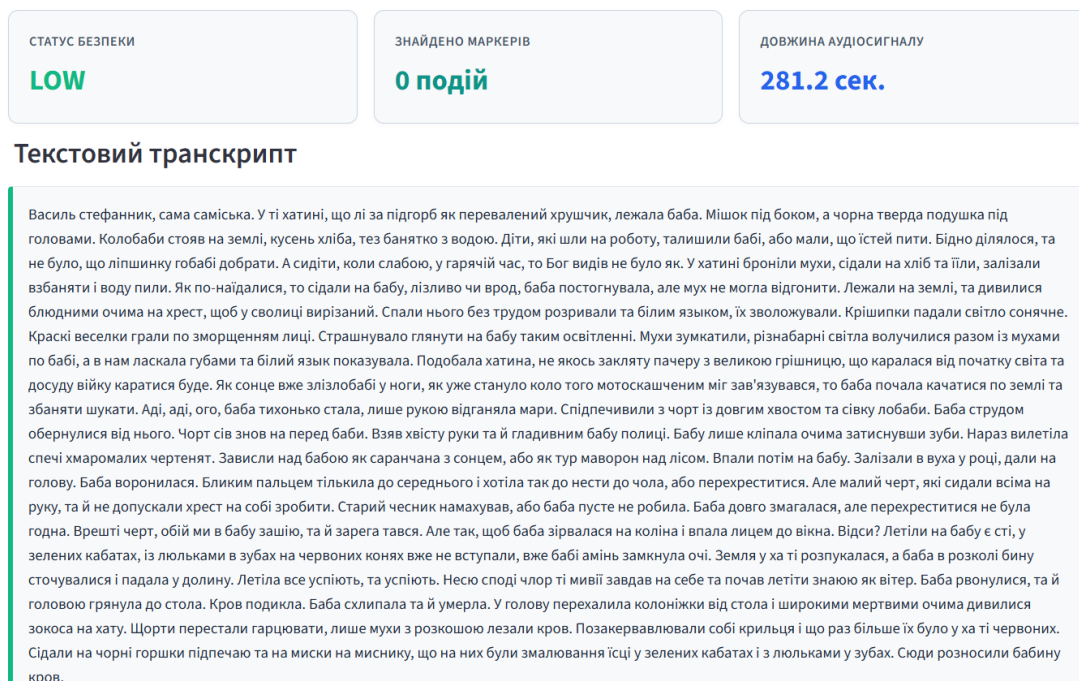 СТАТУС БЕЗПЕКИ
LOW
ЗНАЙДЕНО МАРКЕРІВ
0 подій
ДОВЖИНА АУДІОСИГНАЛУ
281.2 сек.
Текстовий транскрипт
Василь стефанник, сама саміська. У ті хатині, що лі за підгорб як перевалений хрушчик, лежала баба. Мішок під боком, а чорна тверда подушка під
головами. Колобаби стояв на землі, кусень хліба, тез банятко з водою. Діти, які шли на роботу, талишили бабі, або мали, що їстей пити. Бідно ділялося, та
не було, що ліпшинку гобабі добрати. А сидіти, коли слабою, у гарячій час, то Бог видів не було як. У хатині броніли мухи, сідали на хліб та їіли, залізали
взбаняти і воду пили. Як по-наїдалися, то сідали на бабу, лізливо чи врод, баба постогнувала, але мух не могла відгонити. Лежали на землі, та дивилися
блюдними очима на хрест, щоб у сволиці вирізаний. Спали нього без трудом розривали та білим языком, їх зволожували. Крішипки падали світло сонячне.
Краскі веселки грали по зморщенням лиці. Страшнувало глянути на бабу таким освітленні. Мухи зумкатили, різнабарні світла волучилися разом із мухами
по бабі, а в нам ласкала губами та білий язык показувала. Подобала хатина, не якось закляту пачеру з великою грішницю, що каралася від початку світа та
досуду війку каратися буде. Як сонце вже злізлобабі у ноги, як уже стануло коло того мотоскашченим міг зав'язувався, то баба почала качатися по землі та
збаняти шукати. Аді, аді, ого, баба тихонько стала, лише рукою відганяла мари. Спідпечивили з чорт із довгим хвостом та сівку лобаби. Баба струдом
обернулися від нього. Чорт сів знов на перед баби. Взяв хвісту руки та й гладивним бабу полиці. Бабу лише кліпала очима затиснувши зуби. Нараз вилетіла
спечі хмаромалих чертенят. Зависли над бабою як саранчана з сонцем, або як тур маворон над лісом. Впали потім на бабу. Залізали в вуха у році, дали на
голову. Баба воронилася. Бликим пальцем тількила до середнього і хотіла так до нести до чола, або перехреститися. Але малий черт, які сидали всіма на
руку, та й не допускали хрест на собі зробити. Старий чесник намахував, або баба пусте не робила. Баба довго змагалася, але перехреститися не була
годна. Врешті черт, обій ми в бабу зашію, та й зарега тався. Але так, щоб баба зірвалася на коліна і впала лицем до вікна. Відси? Летіли на бабу є сті, у
зелених кабатах, із люльками в зубах на червоних конях вже не вступали, вже бабі амінь замкнула очі. Земля у ха ті розпукалася, а баба в розколі бину
сточувалися і падала у долину. Летіла все успіють, та успіють. Несю споді члор ті мивії завдав на себе та почав летіти знаюю як вітер. Баба рвонулися, та й
головою грянула до стола. Кров подикла. Баба схлипала та й умерла. У голову перехалила колоніжки від стола і широкими мертвими очима дивилися
зокоса на хату. Щорти перестали гарцювати, лише мухи з розкошою лезали кров. Позакервавлювали собі крильця і що раз більше їх було у ха ті червоних.
Сідали на чорні горшки підпечаю та на миски на миснику, що на них були змалювання їсці у зелених кабатах і з люльками у зубах. Сюди розносили бабину
кров.